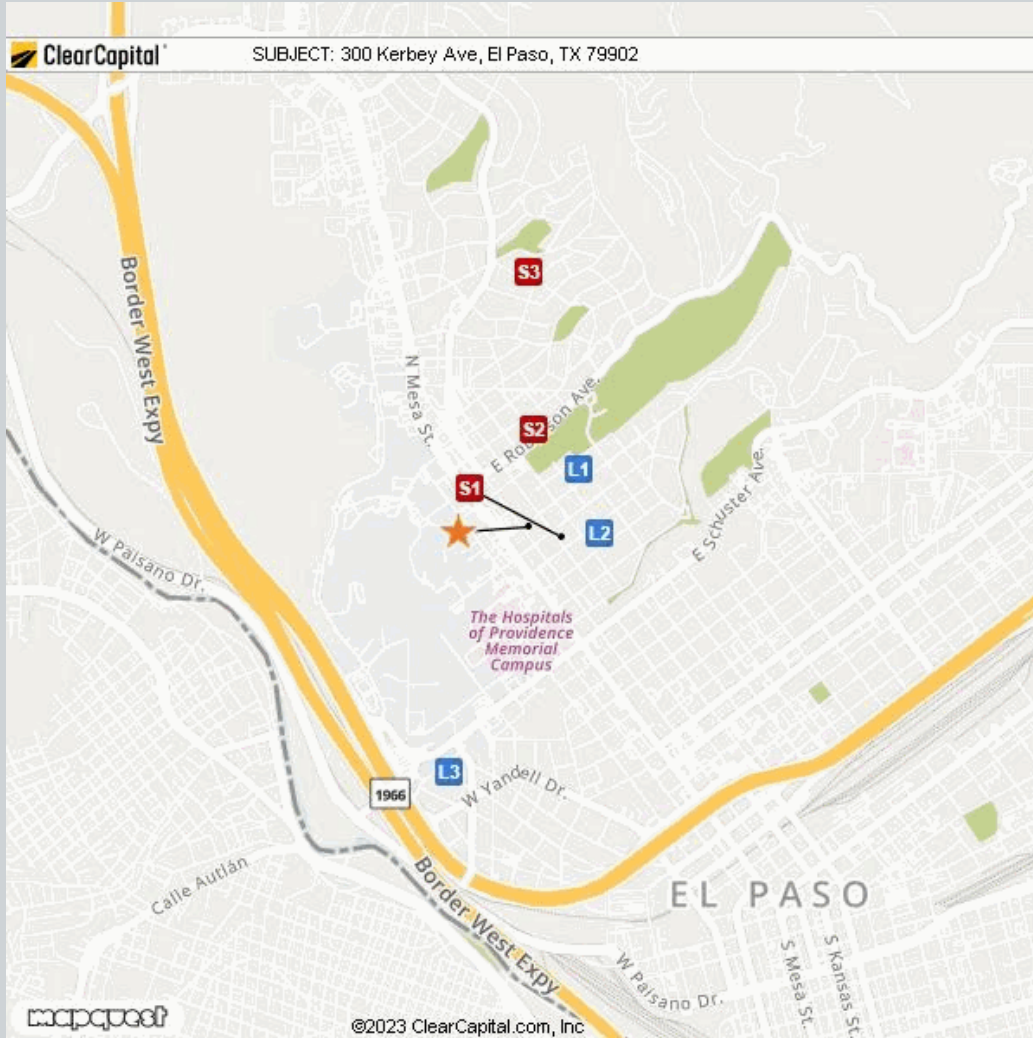 ClearCapital
SUBJECT: 300 Kerbey Ave, El Paso, TX 79902
Border West Expy
S3
N Mesa St.
E Robinson Ave.
S2
L1
S1
L2
E Schuster Ave.
W Paisano Dr.
The Hospitals
of Providence
Memorial
Campus
L3
1966
W Yandell Dr.
Calle Autlán
Border West Expy
EL PASO
W Paisano Dr.
S Mesa St.
S Kansas St.
mapquest
©2023 ClearCapital.com, Inc